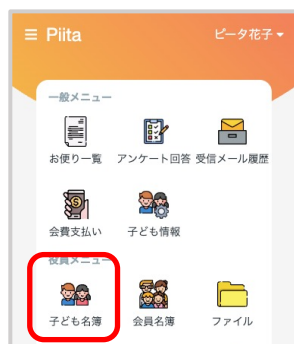 Piita
ピータ花子
一般メニュー
お便り一覧 アンケート回答 受信メール履歴
会費支払い 子ども情報
役員メニュー
子ども名簿 会員名簿 ファイル